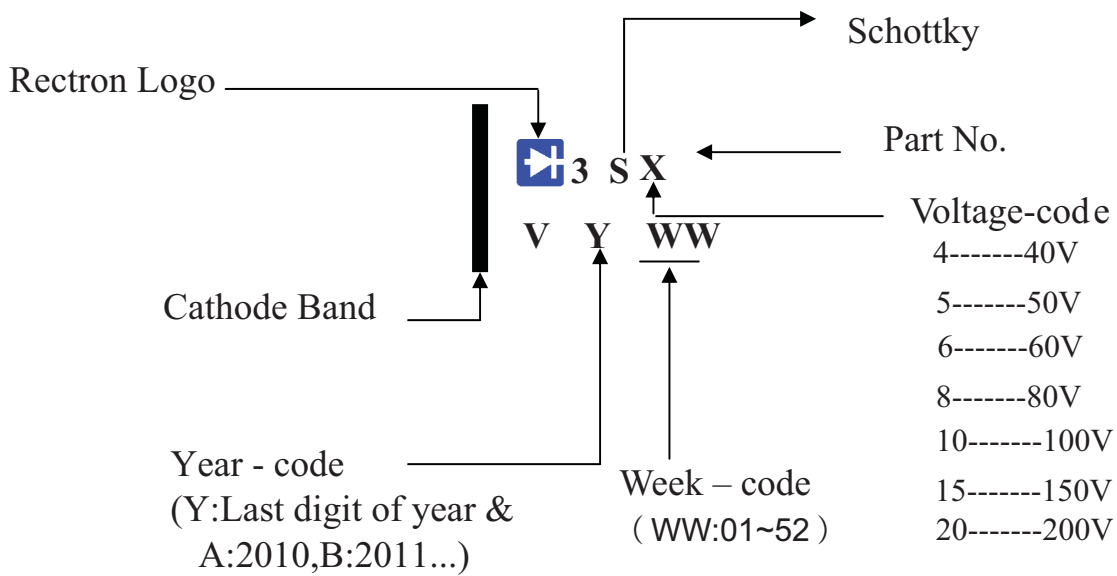 Schottky
Rectron Logo
Part No.
3 S X
Voltage-code
V Y WW
4-------40V
Cathode Band
5-------50V
6-------60V
8-------80V
10-------100V
Year - code
(Y:Last digit of year &
A:2010,B:2011...)
Week – code
（WW:01~52）
15-------150V
20-------200V